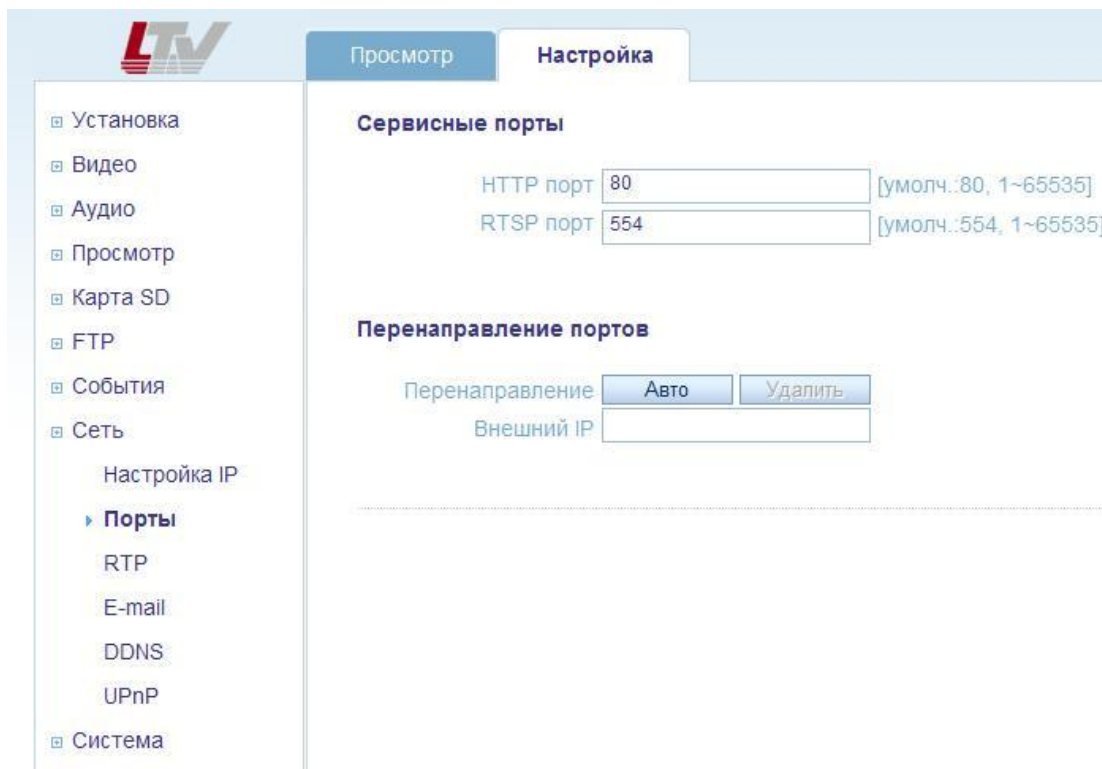 LTV
Просмотр
Настройка
Установка
Видео
Аудио
Просмотр
Карта SD
FTP
События
Сеть
Настройка IP
Порты
RTP
E-mail
DDNS
UPnP
Система
Сервисные порты
HTTP порт 80 [умолч.:80, 1~65535]
RTSP порт 554 [умолч.:554, 1~65535]
Перенаправление портов
Перенаправление Авто Удалить
Внешний IP